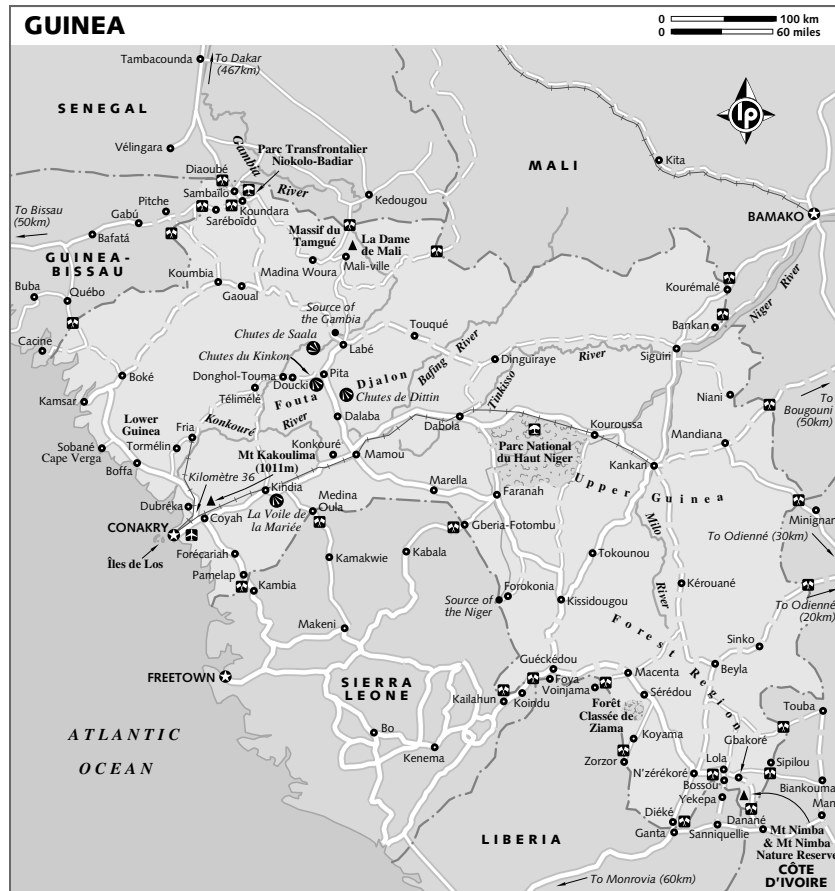 GUINEA
0 100 km
0 60 miles
Tambacounda
To Dakar
(467km)
SENEGAL
Vélingara
Gambia
River
Parc Transfrontalier
Niokolo-Badiar
MALI
Kita
lp
BAMAKO
Diaoubé
Sambaïlo
Koundara
Saréboïdo
Pitche
Gabú
Bafatá
To Bissau
(50km)
Kedougou
Massif du
Tamgué
La Dame
de Mali
Mali-ville
Madina Woura
GUINEA-
BISSAU
Koumbia
Gaoual
Buba
Québo
Cacine
Kourémalé
Niger
River
Bankan
Source of
the Gambia
Touqué
Chutes de Saala
Labé
Chutes du Kinkon
Bafing
River
Dinguiraye
River
Tinkisso
Siguiri
Boké
Donghol-Touma
Pita
Doucki
Télimélé
Fouta
Djalon
Chutes de Dittin
Dalaba
Niani
To
Bougouni
(50km)
Kamsar
Lower
Guinea
Fria
Konkouré
River
Tormélin
Sobané
Cape Verga
Boffa
Mt Kakoulima
(1011m)
Konkouré
Mamou
Dabola
Parc National
du Haut Niger
Kouroussa
Mandiana
Kankan
Kilomètre 36
Kindia
Medina
Oula
Marella
Faranah
Upper Guinea
Dubréka
Coyah
La Voile de
la Mariée
CONAKRY
Îles de Los
Gberia-Fotombu
Milo
River
Minignan
To Odienné (30km)
Forécariah
Kamakwie
Kabala
Tokounou
Pamelap
Kambia
Forokonia
Source of
the Niger
Kissidougou
Kérouané
To Odienné
(20km)
Makeni
Forest Region
Sinko
FREETOWN
SIERRA
LEONE
Guéckédou
Foya
Voinjama
Macenta
Beyla
Kailahun
Koindu
Sérédou
Touba
Forêt
Classée de
Ziama
Bo
Kenema
Koyama
Zorzor
Gbakoré
Lola
Sipilou
N'zérékoré
Bossou
Biankouma
Yekepa
Man
ATLANTIC
OCEAN
Diéké
Ganta
Sanniquellie
Danané
Mt Nimba
& Mt Nimba
Nature Reserve
LIBERIA
CÔTE
D'IVOIRE
To Monrovia (60km)